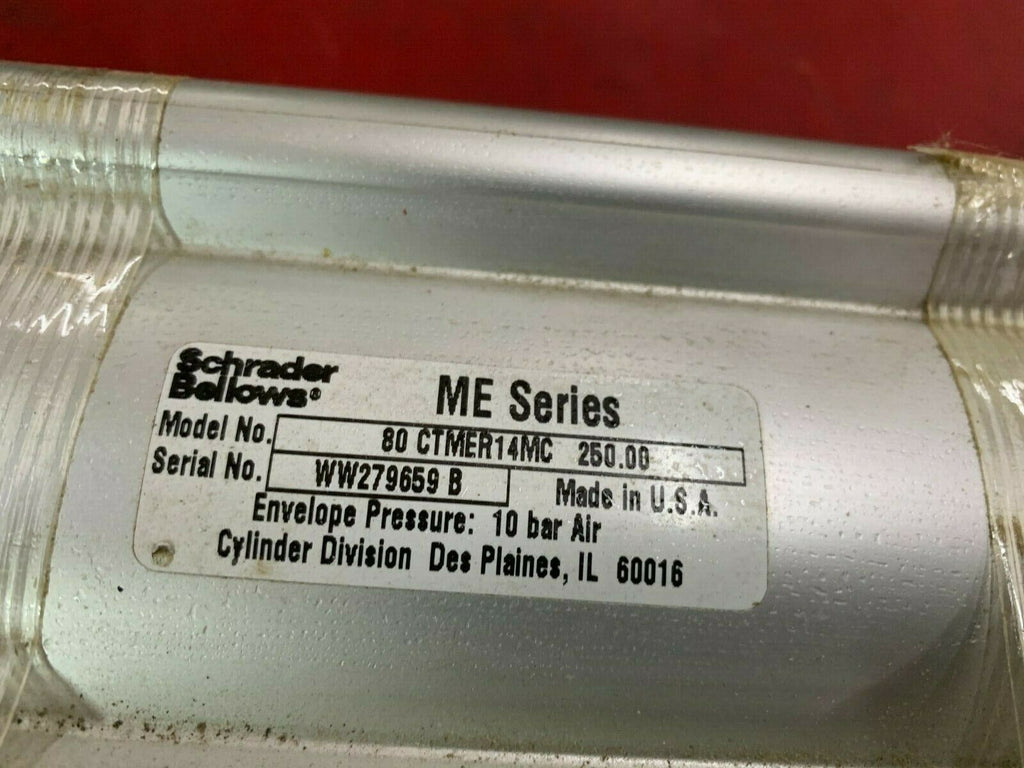 Schrader
Bellows®
ME Series
Model No. 80 CTMER14MC 250.00
Serial No. WW279659 B Made in U.S.A.
Envelope Pressure: 10 bar Air
Cylinder Division Des Plaines, IL 60016